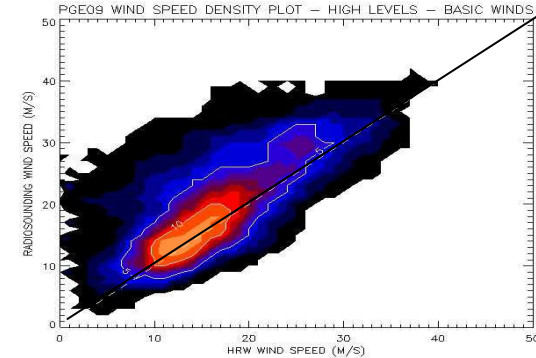 PGE09 WIND SPEED DENSITY PLOT — HIGH LEVELS — BASIC WINDS
50
40
30
20
10
0
RADIOSOUNDING WIND SPEED (M/S)
5
10
5
0 10 20 30 40 50
HRW WIND SPEED (M/S)